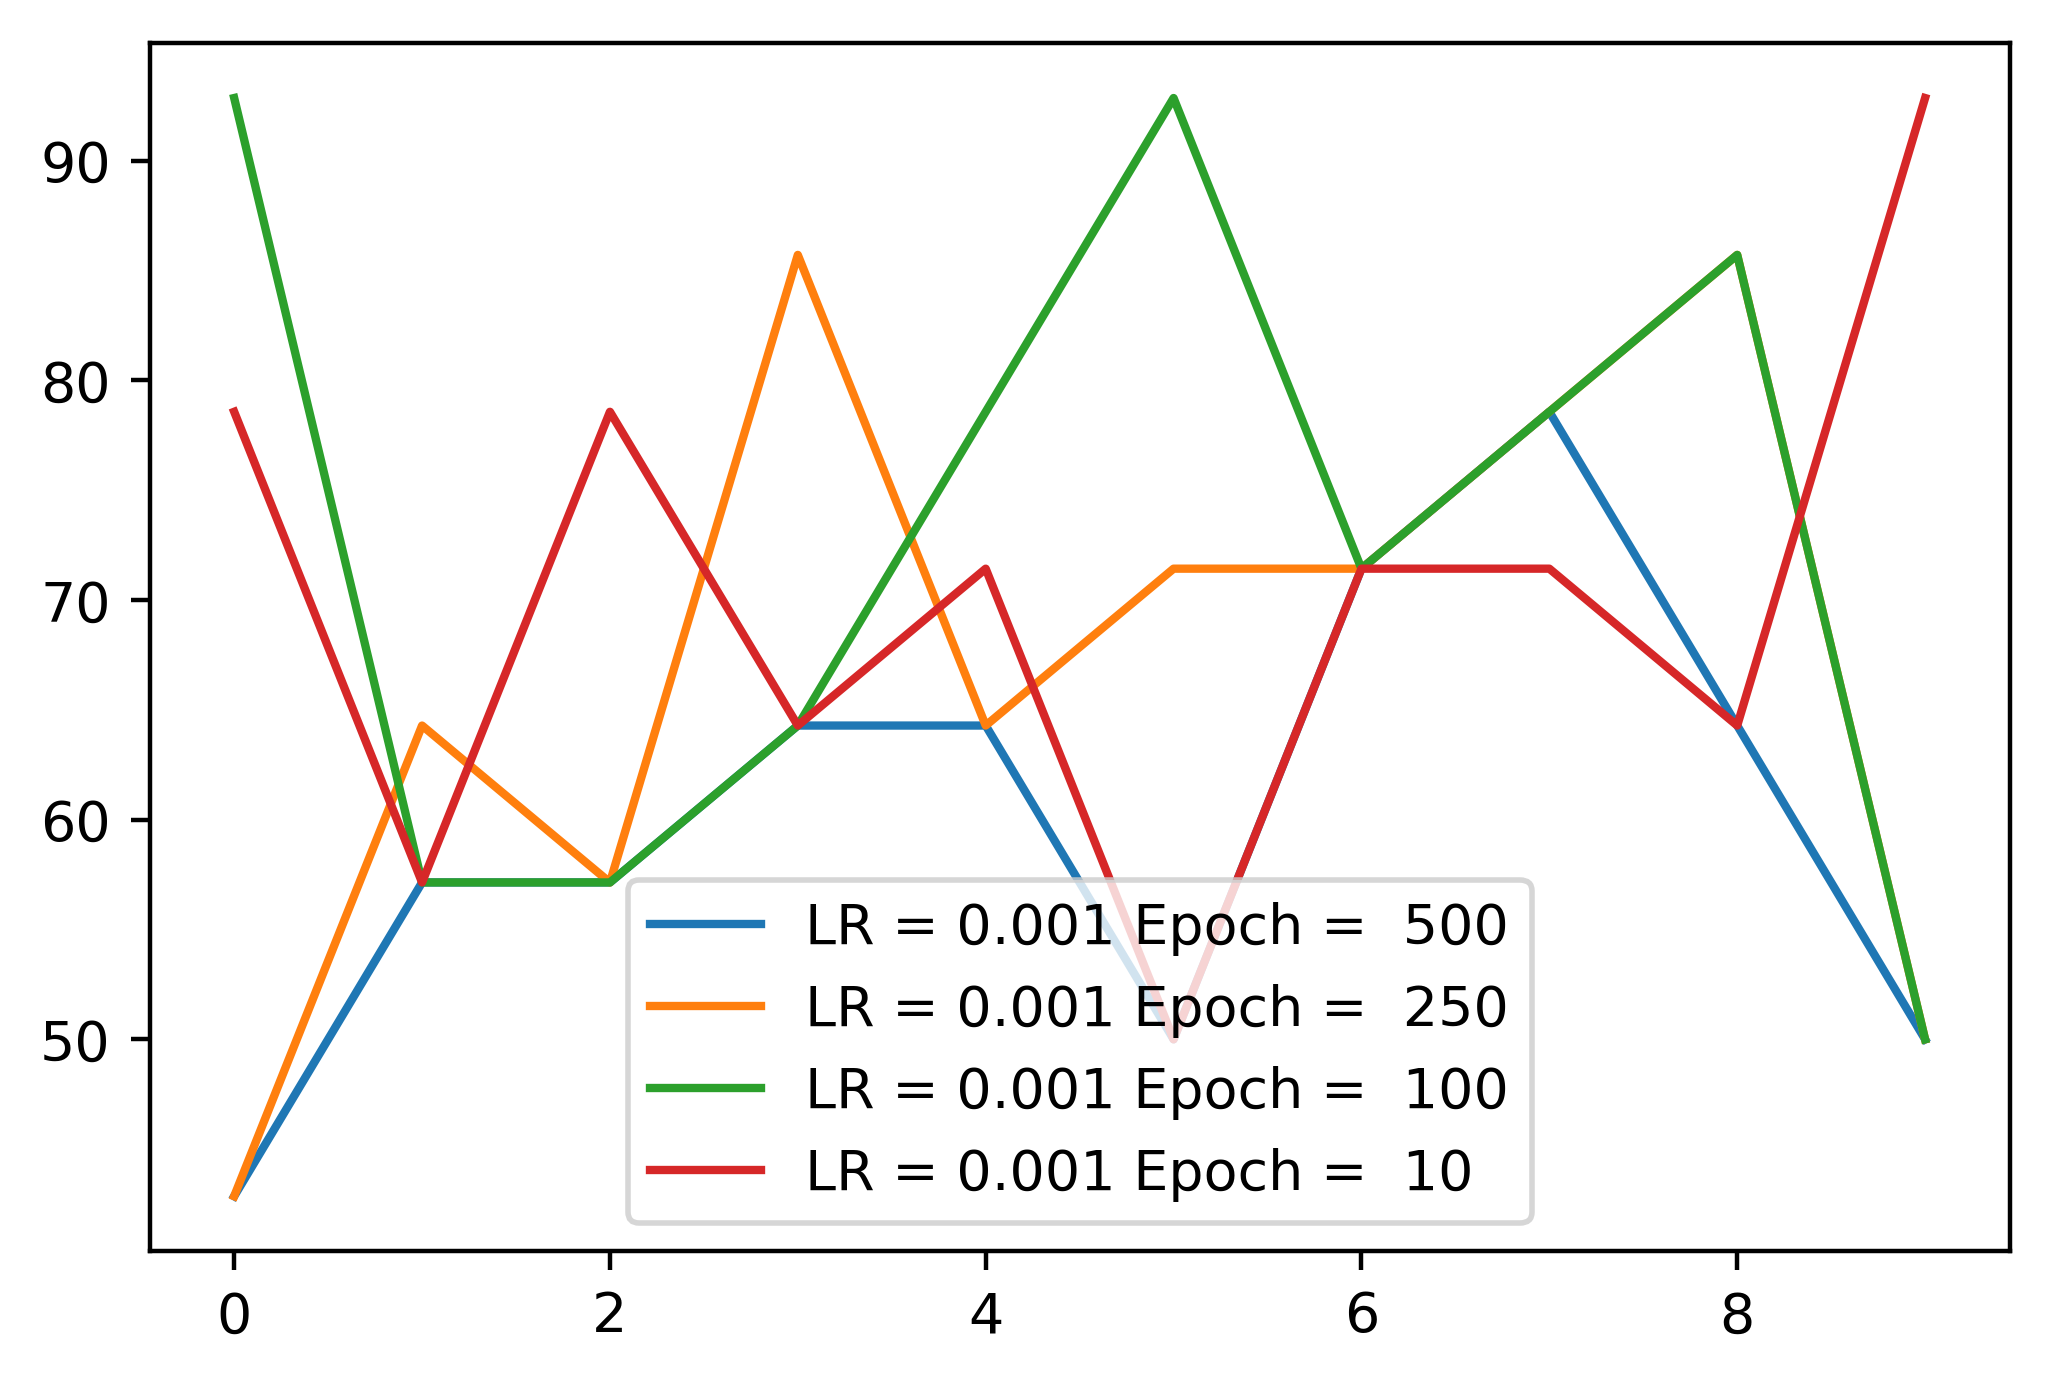 90
80
70
60
50
LR = 0.001 Epoch =  500
LR = 0.001 Epoch =  250
LR = 0.001 Epoch =  100
LR = 0.001 Epoch =  10
0 2 4 6 8